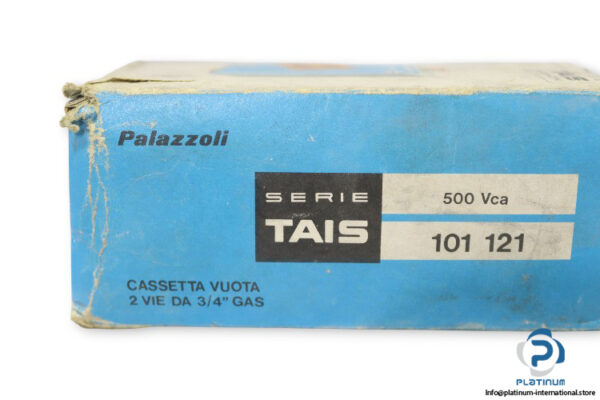 Palazzoli
SERIE
TAIS
500 Vca
101 121
CASSETTA VUOTA
2 VIE DA 3/4" GAS
PLATINUM
Info@platinum-international.store